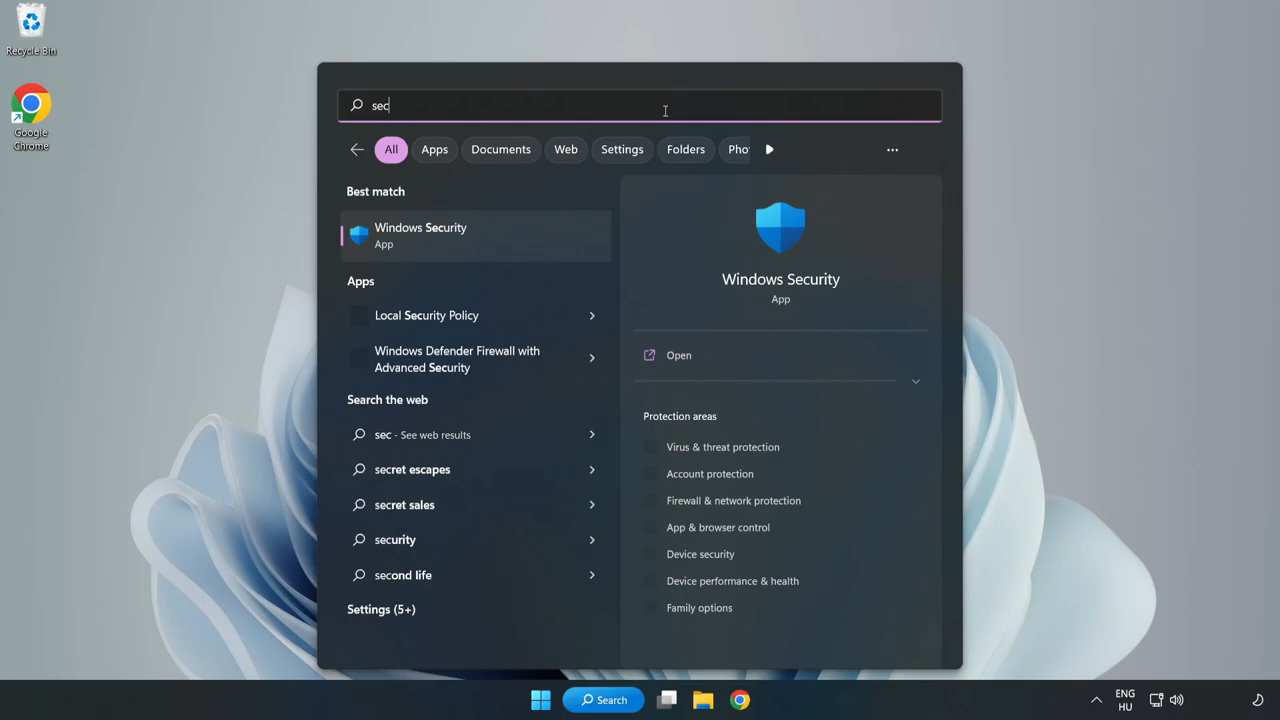 Recycle Bin
Google
Chrome
sec
All
Apps
Documents
Web
Settings
Folders
Pho
Best match
Windows Security
App
Apps
Local Security Policy
Windows Defender Firewall with
Advanced Security
Search the web
sec - See web results
secret escapes
secret sales
security
second life
Settings (5+)
Windows Security
App
Open
Protection areas
Virus & threat protection
Account protection
Firewall & network protection
App & browser control
Device security
Device performance & health
Family options
Search
ENG
HU